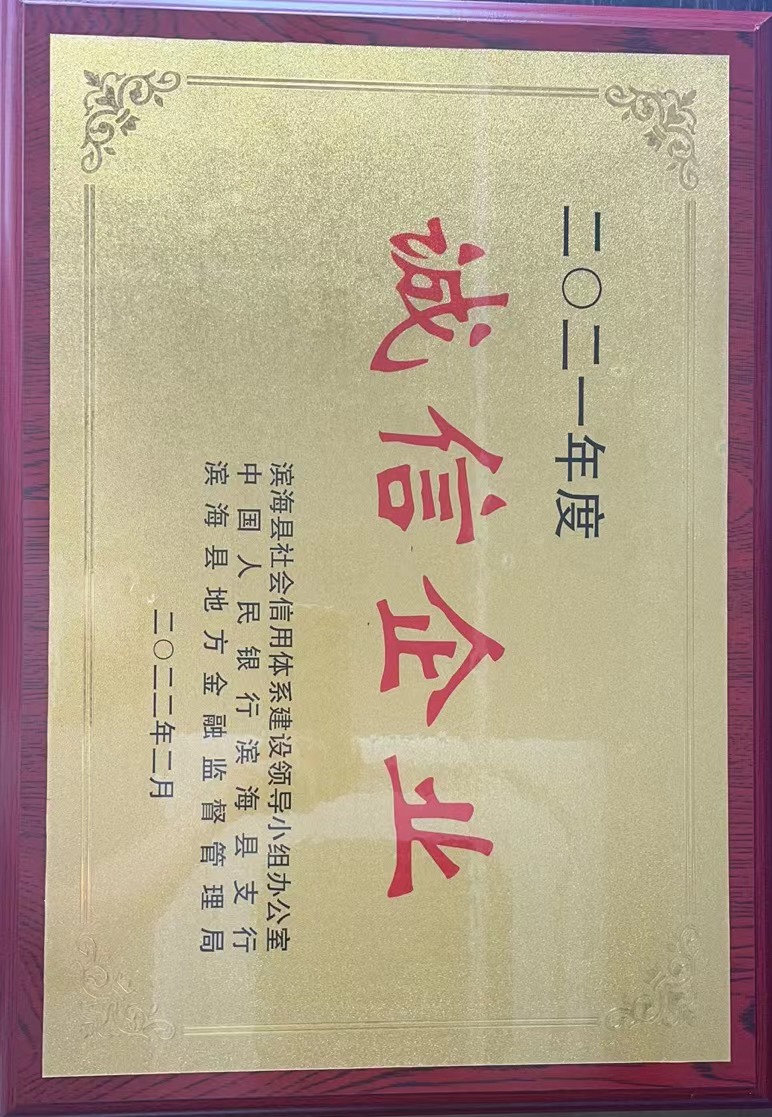 二〇二一年度
诚信企业
滨海县社会信用体系建设领导小组办公室
中国人民银行滨海县支行
滨海县地方金融监督管理局
二〇二二年二月